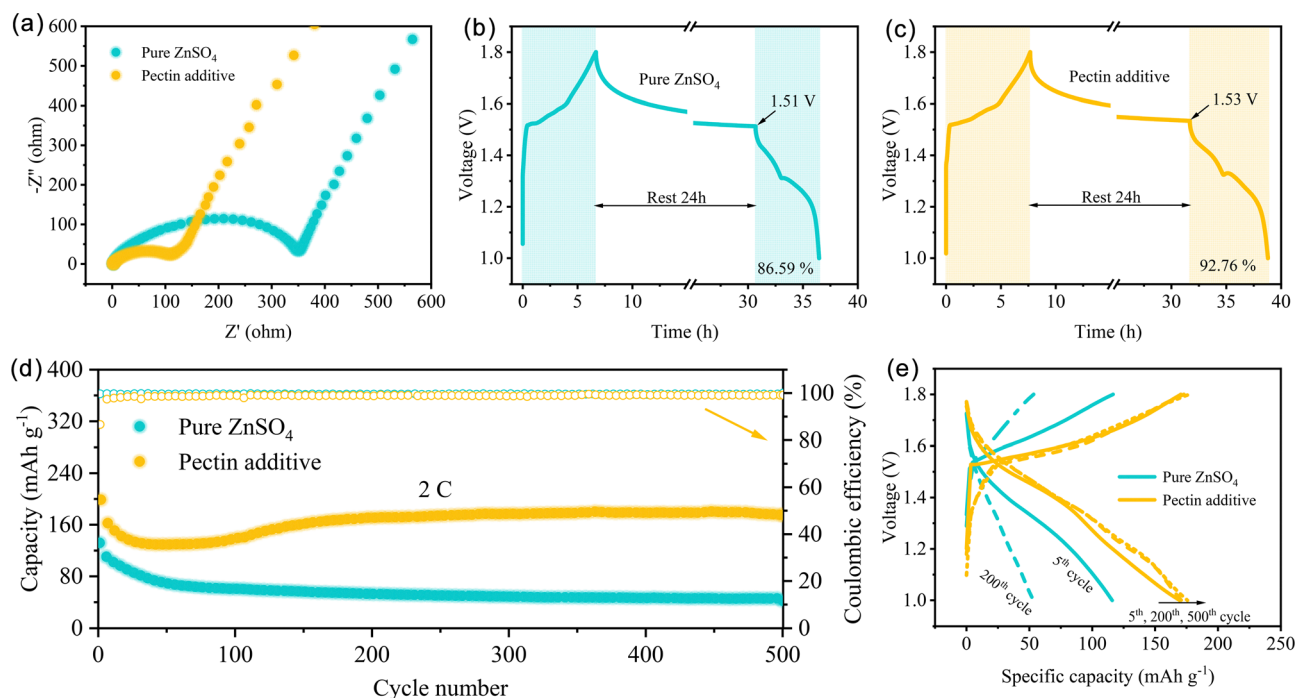 (a)
600
500
400
300
200
100
0
-Z" (ohm)
Pure ZnSO₄
Pectin additive
0 100 200 300 400 500 600
Z' (ohm)
(b)
1.8
1.6
1.4
1.2
1.0
Voltage (V)
Pure ZnSO₄
1.51 V
Rest 24h
86.59 %
0 5 10 30 35 40
Time (h)
(c)
1.8
1.6
1.4
1.2
1.0
Voltage (V)
Pectin additive
1.53 V
Rest 24h
92.76 %
0 5 10 30 35 40
Time (h)
(d)
400
320
240
160
80
0
Capacity (mAh g⁻¹)
Pure ZnSO₄
Pectin additive
2 C
100
80
60
40
20
0
Coulombic efficiency (%)
0 100 200 300 400 500
Cycle number
(e)
1.8
1.6
1.4
1.2
1.0
Voltage (V)
Pure ZnSO₄
Pectin additive
200th cycle
5th cycle
5th, 200th, 500th cycle
0 50 100 150 200 250
Specific capacity (mAh g⁻¹)